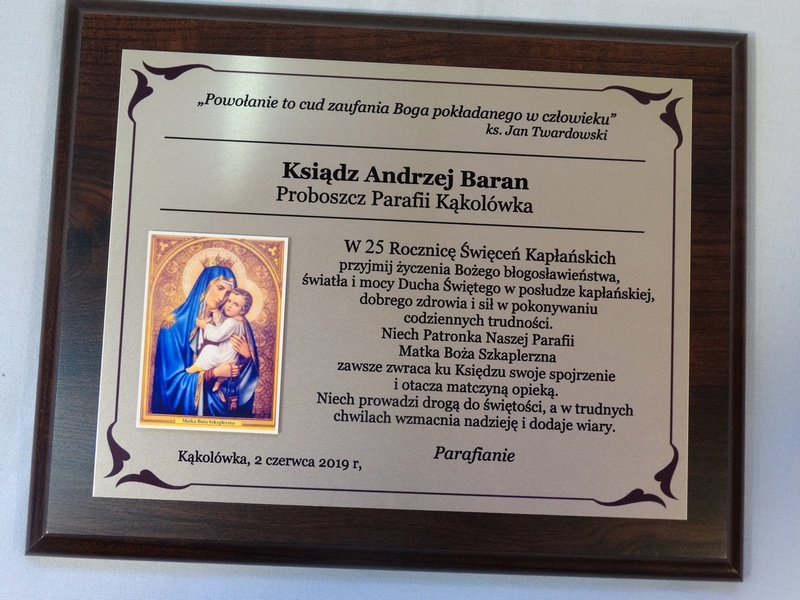 „Powołanie to cud zaufania Boga pokładanego w człowieku”
ks. Jan Twardowski
Ksiądz Andrzej Baran
Proboszcz Parafii Kąkolówka
W 25 Rocznicę Święceń Kapłańskich
przyjmij życzenia Bożego błogosławieństwa,
światła i mocy Ducha Świętego w posłudze kapłańskiej,
dobrego zdrowia i sił w pokonywaniu
codziennych trudności.
Niech Patronka Naszej Parafii
Matka Boża Szkaplerzna
zawsze zwraca ku Księdzu swoje spojrzenie
i otacza matczyną opieką.
Niech prowadzi drogą do świętości, a w trudnych
chwilach wzmacnia nadzieję i dodaje wiary.
Matka Boża Szkaplerzna
Parafianie
Kąkolówka, 2 czerwca 2019 r,